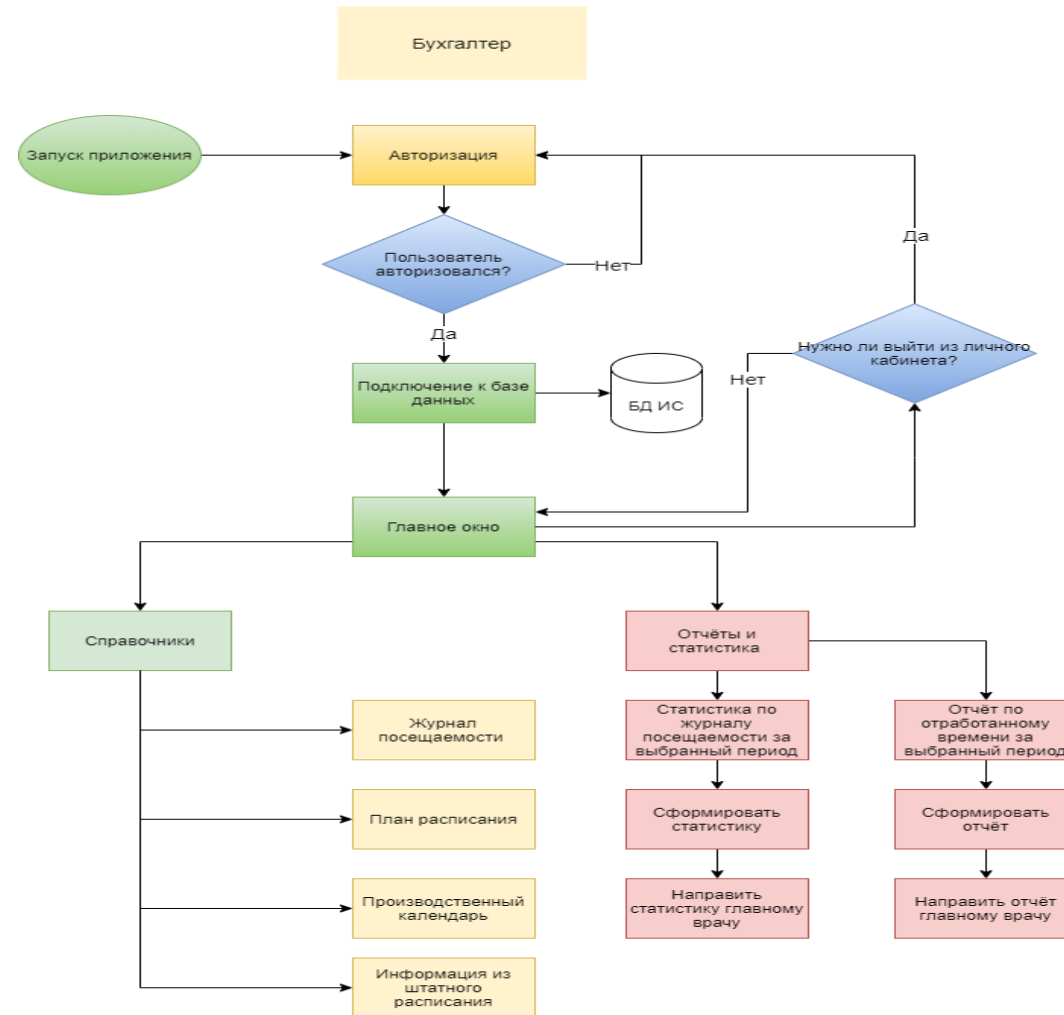 Бухгалтер
Запуск приложения
Авторизация
Да
Пользователь
авторизовался?
Нет
Да
Нужно ли выйти из личного
кабинета?
Подключение к базе
данных
Нет
БД ИС
Главное окно
Справочники
Отчёты и
статистика
Журнал
посещаемости
Статистика по
журналу
посещаемости за
выбранный период
Отчёт по
отработанному
времени за
выбранный период
План расписания
Сформировать
статистику
Сформировать
отчёт
Производственный
календарь
Направить
статистику главному
врачу
Направить отчёт
главному врачу
Информация из
штатного
расписания